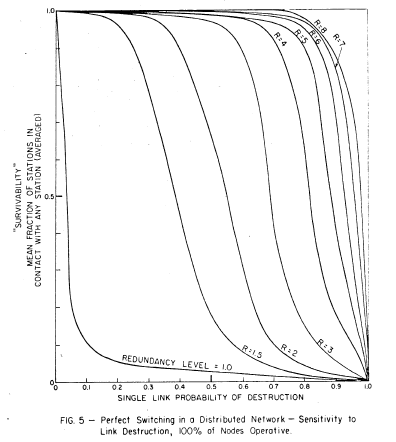 1.0
0.5
0
"SURVIVABILITY"
MEAN FRACTION OF STATIONS IN
CONTACT WITH ANY STATION (AVERAGED)
R=8
R=7
R=6
R=5
R=4
R=3
R=2
R=1.5
REDUNDANCY LEVEL = 1.0
0 0.1 0.2 0.3 0.4 0.5 0.6 0.7 0.8 0.9 1.0
SINGLE LINK PROBABILITY OF DESTRUCTION
FIG. 5 — Perfect Switching in a Distributed Network — Sensitivity to
Link Destruction, 100% of Nodes Operative.